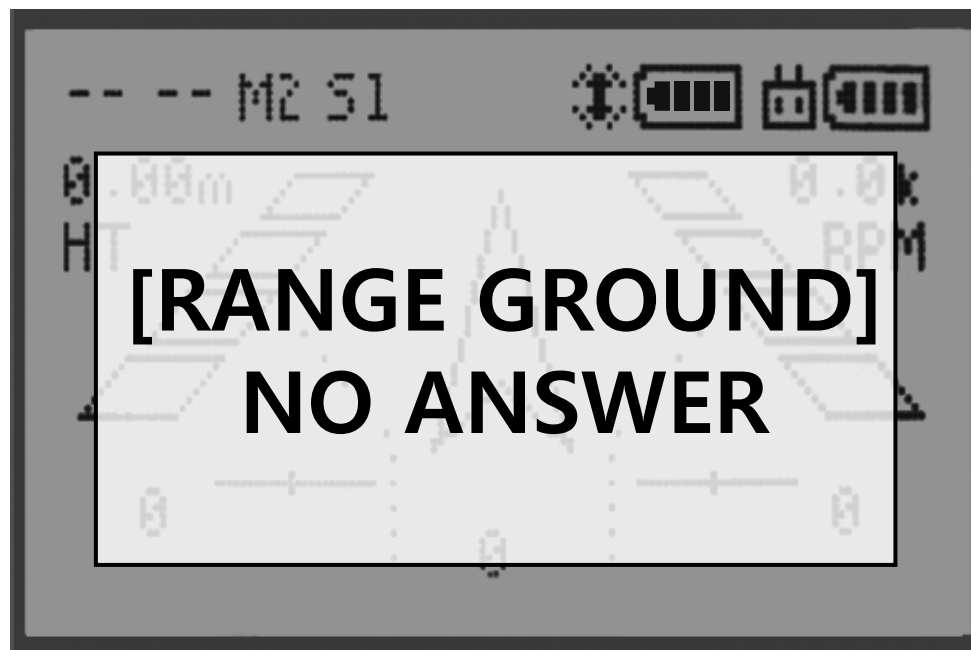 -- -- M2 S1
0.00m 0.0k
HT RPM
[RANGE GROUND]
NO ANSWER
0 0
0